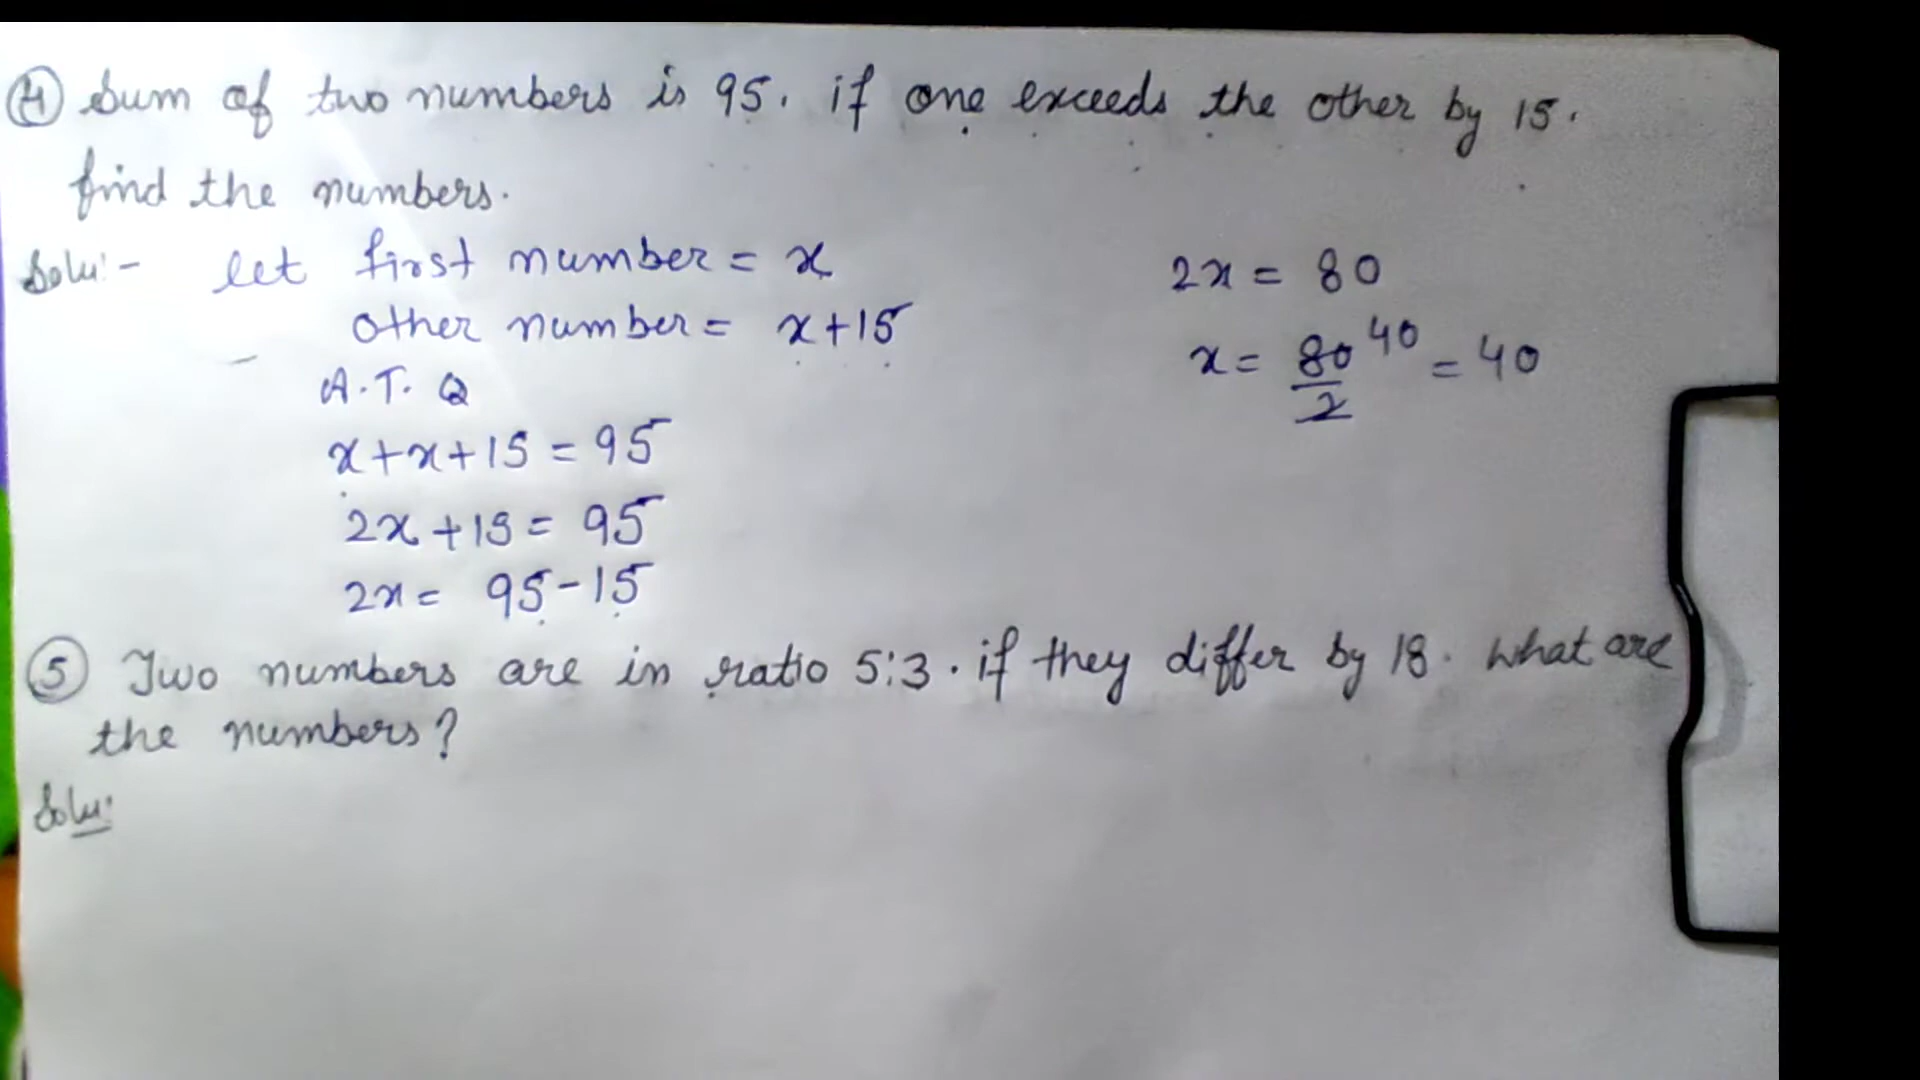 ④ Sum of two numbers is 95. if one exceeds the other by 15.
find the numbers.
Solu:- let first number = x
other number = x+15
A.T.Q
x+x+15 = 95
2x+15 = 95
2x = 95-15
2x = 80
x = 80/2 40 = 40
⑤ Two numbers are in ratio 5:3. if they differ by 18. What are
the numbers?
Solu: